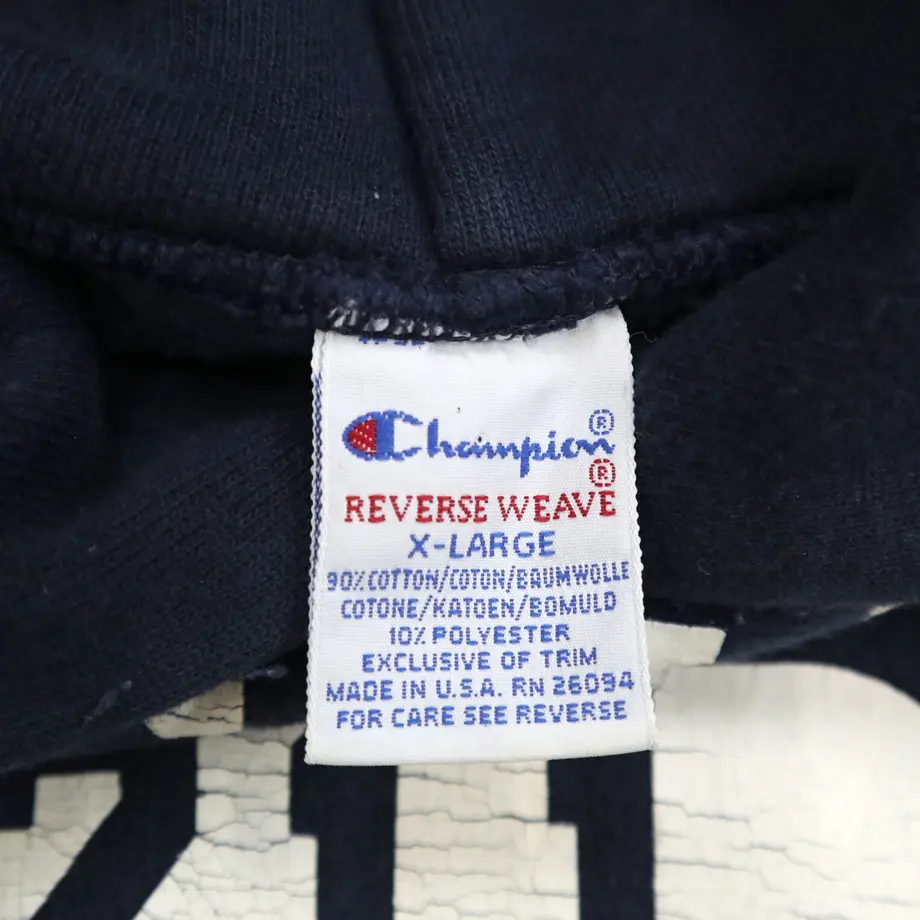 Champion®
®
REVERSE WEAVE
X-LARGE
90% COTTON/COTON/BAUMWOLLE
COTONE/KATOEN/BOMULD
10% POLYESTER
EXCLUSIVE OF TRIM
MADE IN U.S.A. RN 26094
FOR CARE SEE REVERSE